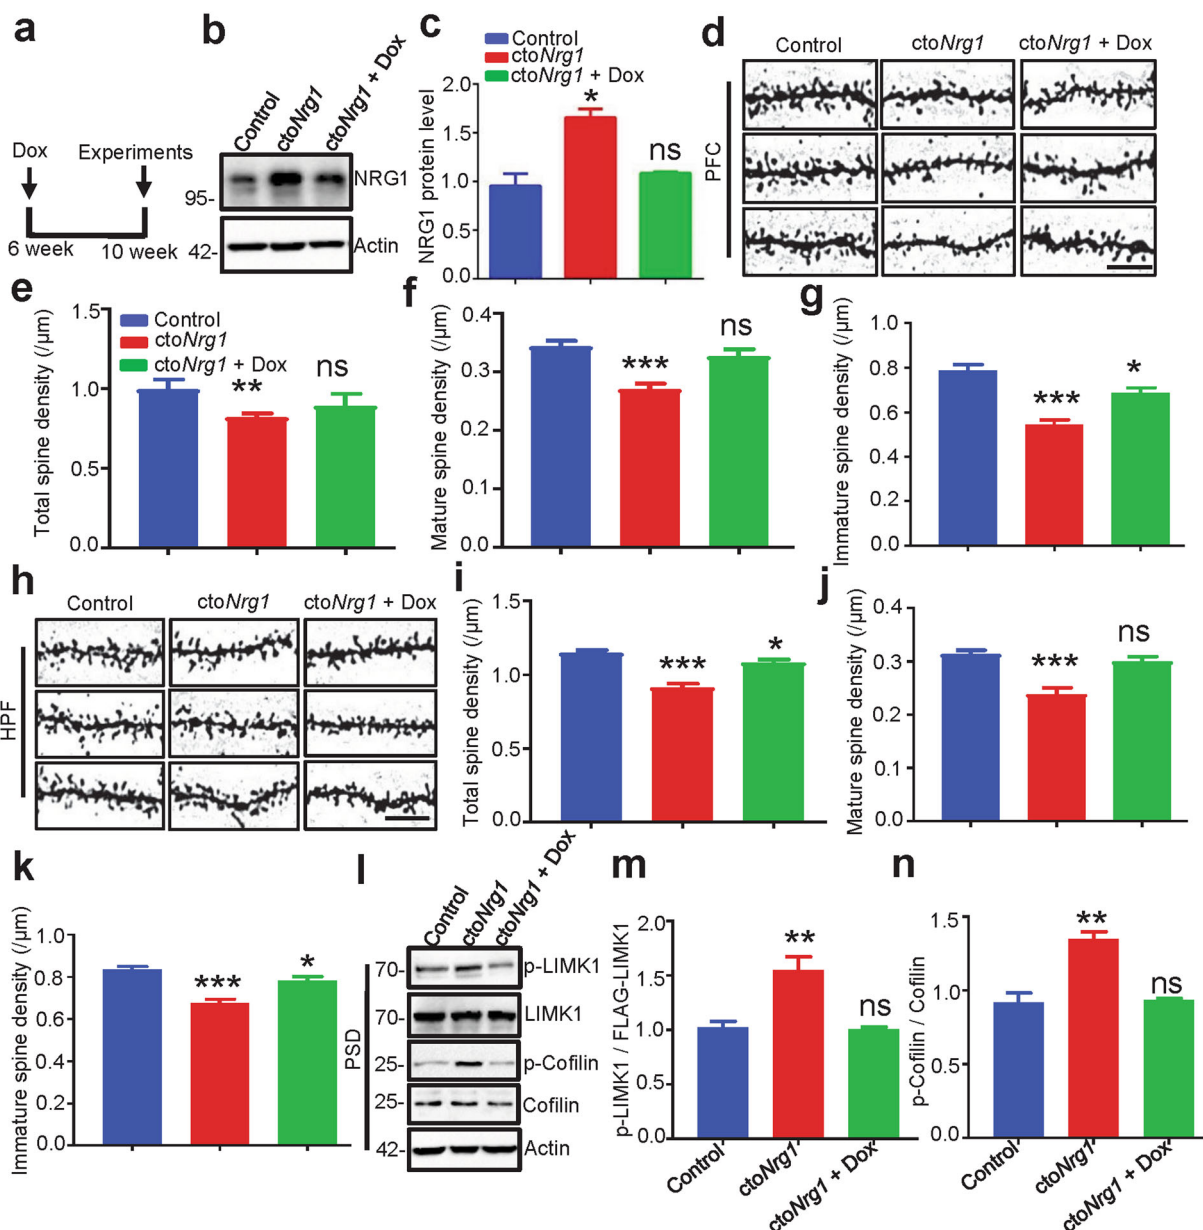 a
Dox
Experiments
6 week
10 week
b
Control
ctoNrg1
ctoNrg1 + Dox
95-
NRG1
42-
Actin
c
Control
ctoNrg1
ctoNrg1 + Dox
NRG1 protein level
2.0
1.5
1.0
0.5
0.0
*
ns
d
Control
ctoNrg1
ctoNrg1 + Dox
PFC
e
Control
ctoNrg1
ctoNrg1 + Dox
Total spine density (/µm)
1.5
1.0
0.5
0.0
**
ns
f
Mature spine density (/µm)
0.4
0.3
0.2
0.1
0.0
***
ns
g
Immature spine density (/µm)
1.0
0.8
0.6
0.4
0.2
0.0
***
*
h
Control
ctoNrg1
ctoNrg1 + Dox
HPF
i
Total spine density (/µm)
1.5
1.0
0.5
0.0
***
*
j
Mature spine density (/µm)
0.4
0.3
0.2
0.1
0.0
***
ns
k
Immature spine density (/µm)
1.0
0.8
0.6
0.4
0.2
0.0
***
*
l
Control
ctoNrg1
ctoNrg1 + Dox
PSD
70-
p-LIMK1
70-
LIMK1
25-
p-Cofilin
25-
Cofilin
42-
Actin
m
p-LIMK1 / FLAG-LIMK1
2.0
1.5
1.0
0.5
0.0
**
ns
Control
ctoNrg1
ctoNrg1 + Dox
n
p-Cofilin / Cofilin
1.5
1.0
0.5
0.0
**
ns
Control
ctoNrg1
ctoNrg1 + Dox